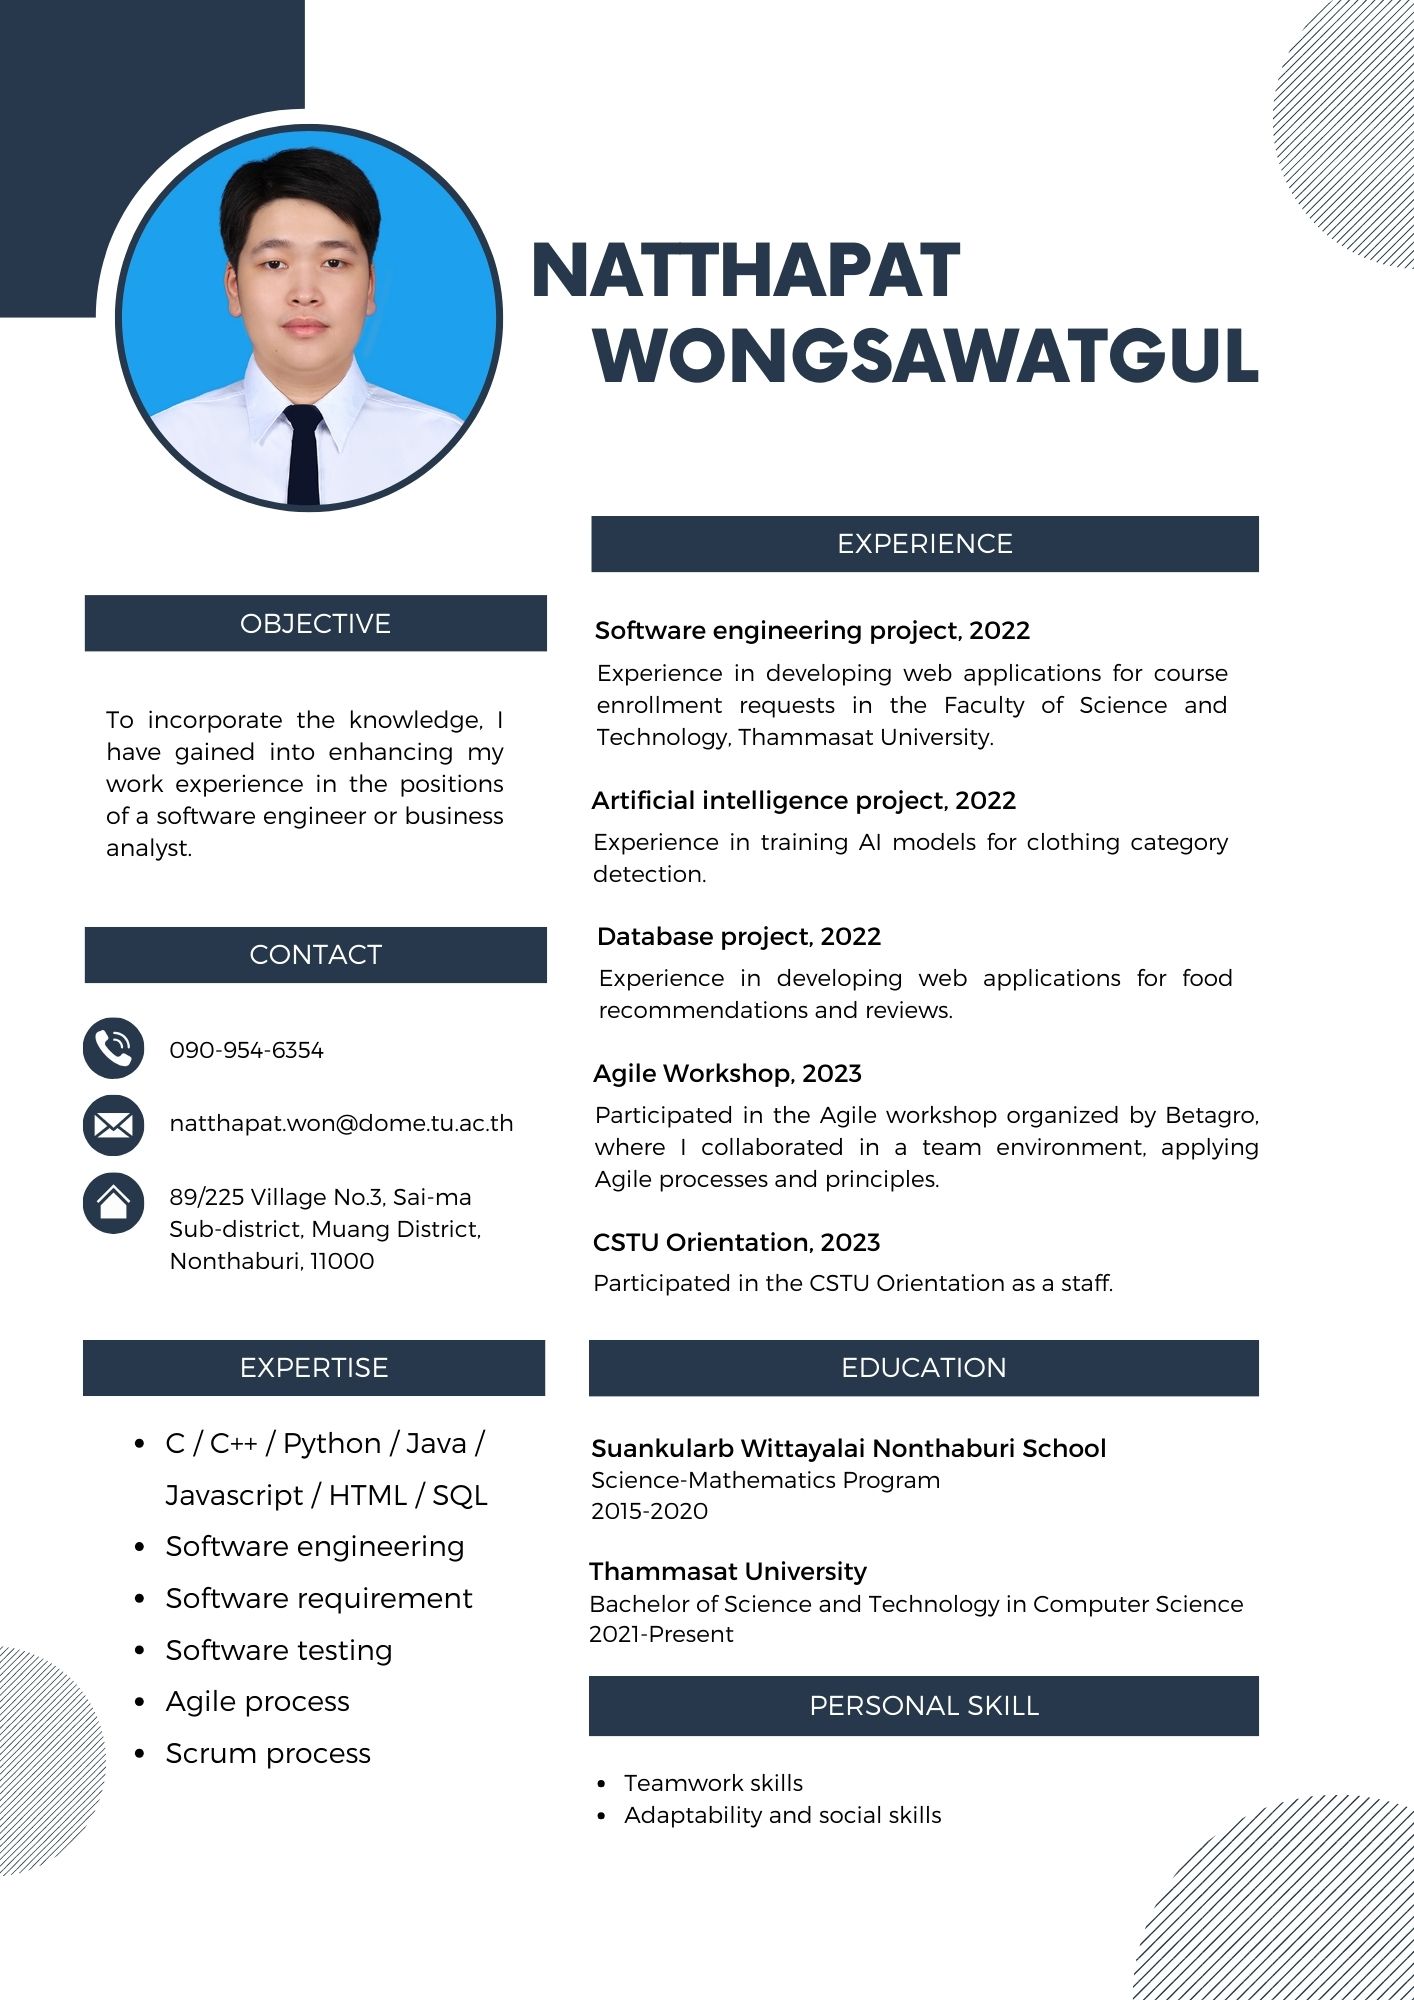 NATTHAPAT
WONGSAWATGUL
OBJECTIVE
To incorporate the knowledge, I
have gained into enhancing my
work experience in the positions
of a software engineer or business
analyst.
CONTACT
090-954-6354
natthapat.won@dome.tu.ac.th
89/225 Village No.3, Sai-ma
Sub-district, Muang District,
Nonthaburi, 11000
EXPERTISE
• C / C++ / Python / Java /
Javascript / HTML / SQL
• Software engineering
• Software requirement
• Software testing
• Agile process
• Scrum process
EXPERIENCE
Software engineering project, 2022
Experience in developing web applications for course
enrollment requests in the Faculty of Science and
Technology, Thammasat University.
Artificial intelligence project, 2022
Experience in training AI models for clothing category
detection.
Database project, 2022
Experience in developing web applications for food
recommendations and reviews.
Agile Workshop, 2023
Participated in the Agile workshop organized by Betagro,
where I collaborated in a team environment, applying
Agile processes and principles.
CSTU Orientation, 2023
Participated in the CSTU Orientation as a staff.
EDUCATION
Suankularb Wittayalai Nonthaburi School
Science-Mathematics Program
2015-2020
Thammasat University
Bachelor of Science and Technology in Computer Science
2021-Present
PERSONAL SKILL
• Teamwork skills
• Adaptability and social skills